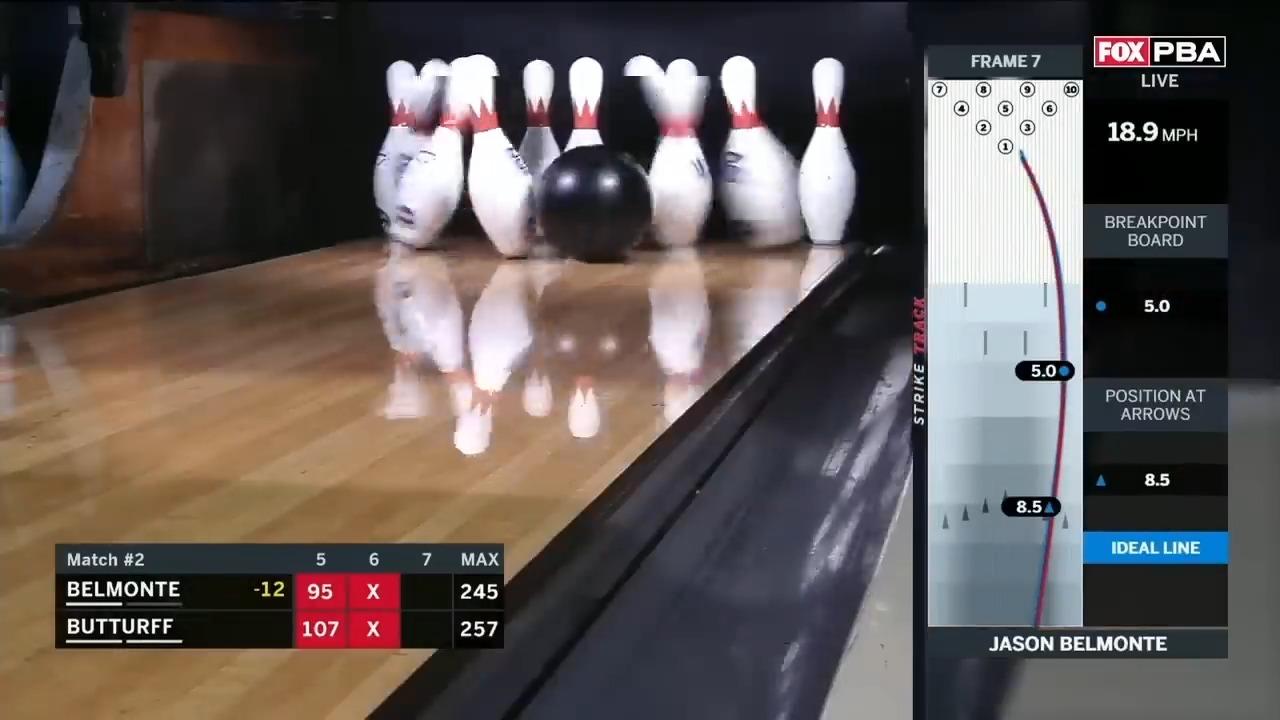 FOX PBA
LIVE
FRAME 7
7 8 9 10
4 5 6
2 3
1
18.9 MPH
BREAKPOINT
BOARD
5.0
5.0
POSITION AT
ARROWS
8.5
8.5
IDEAL LINE
STRIKE TRACK
JASON BELMONTE
Match #2 5 6 7 MAX
BELMONTE -12 95 X 245
BUTTURFF 107 X 257